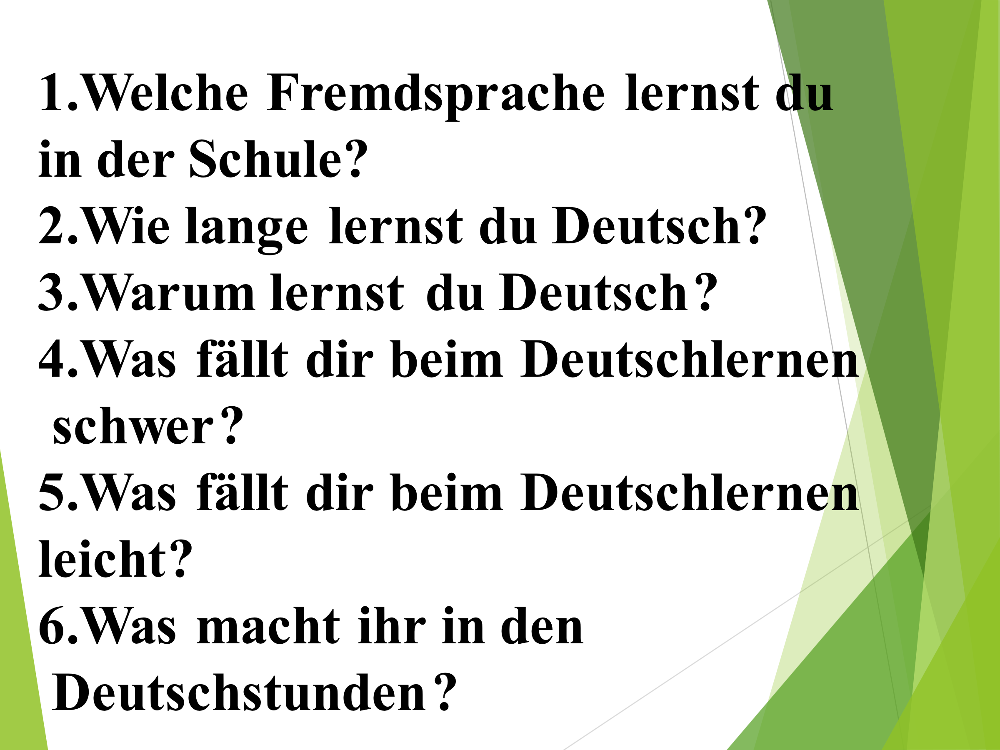 1.Welche Fremdsprache lernst du
in der Schule?
2.Wie lange lernst du Deutsch?
3.Warum lernst du Deutsch?
4.Was fällt dir beim Deutschlernen
schwer?
5.Was fällt dir beim Deutschlernen
leicht?
6.Was macht ihr in den
Deutschstunden?